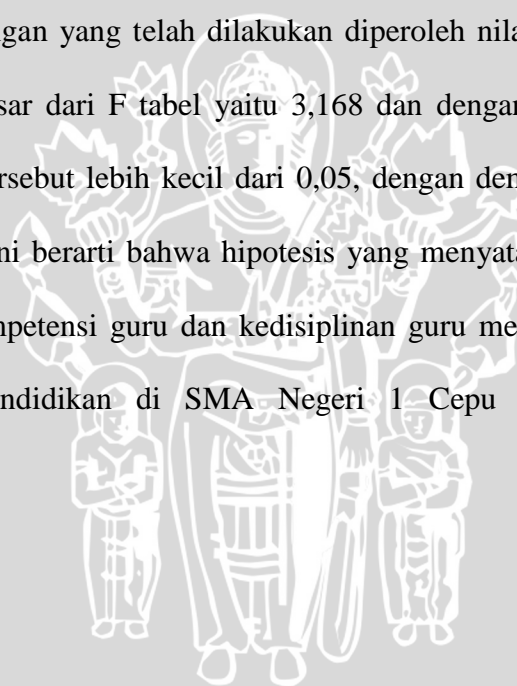 ngan yang telah dilakukan diperoleh nila
sar dari F tabel yaitu 3,168 dan dengan
rsebut lebih kecil dari 0,05, dengan den
ni berarti bahwa hipotesis yang menyata
npetensi guru dan kedisiplinan guru me
ndidikan di SMA Negeri 1 Cepu